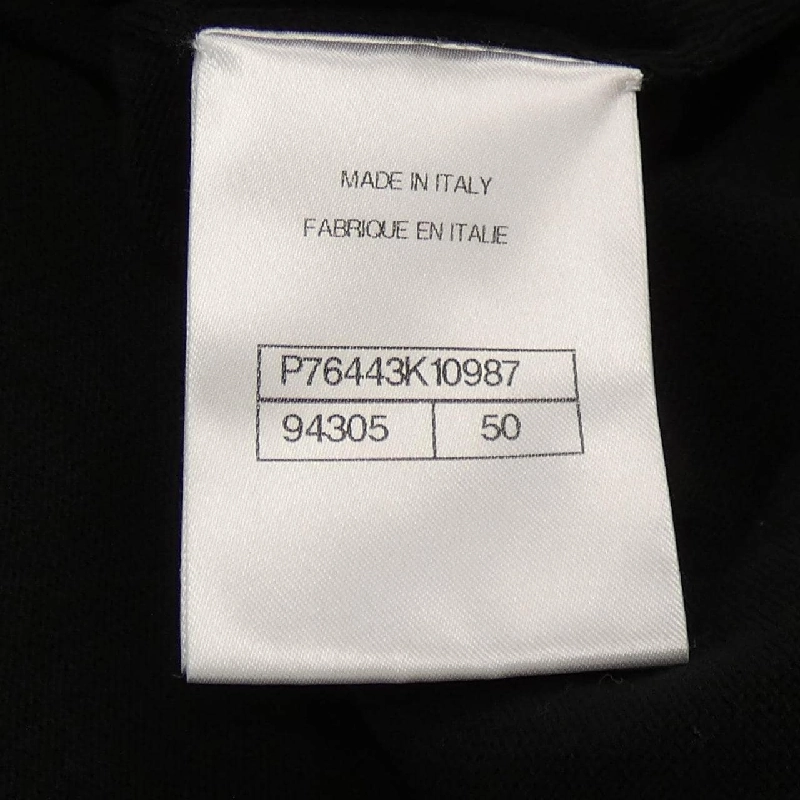 MADE IN ITALY
FABRIQUE EN ITALIE
P76443K10987
94305 50